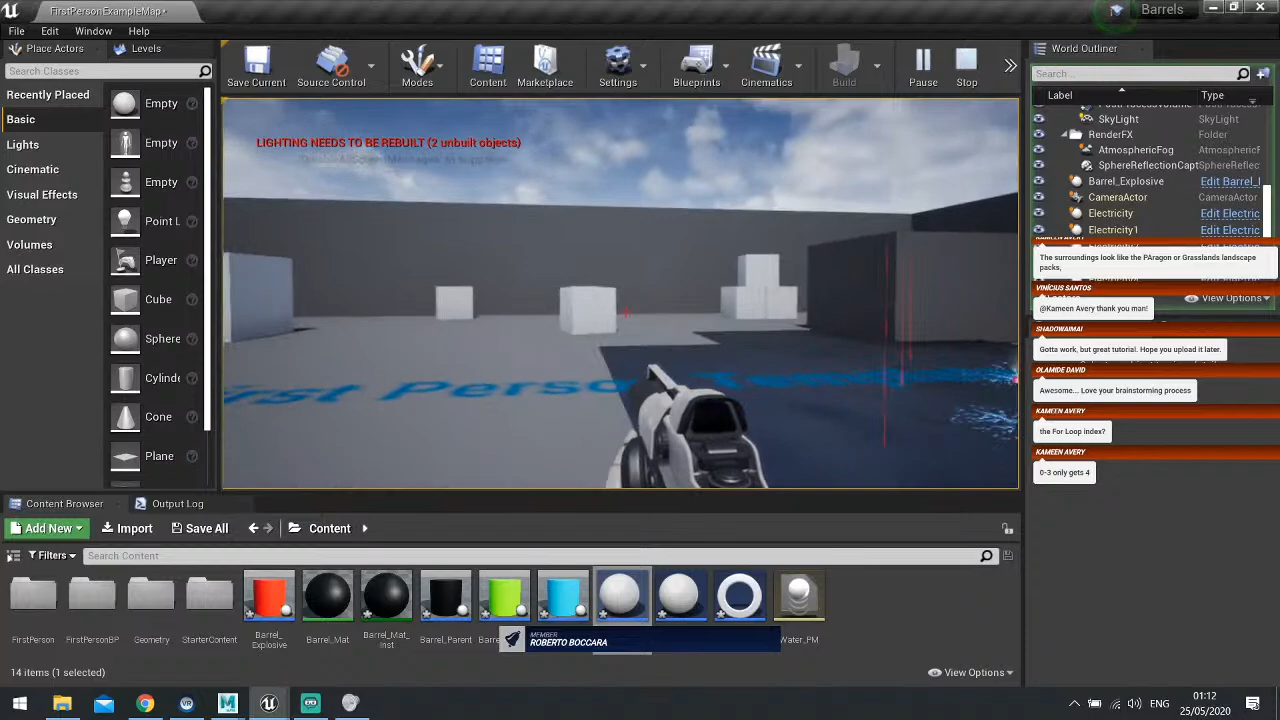 FirstPersonExampleMap*
Barrels
File Edit Window Help
Place Actors
Levels
Search Classes
Recently Placed
Basic
Lights
Cinematic
Visual Effects
Geometry
Volumes
All Classes
Empty
Empty
Empty
Point L
Player
Cube
Sphere
Cylinde
Cone
Plane
Save Current
Source Control
Modes
Content
Marketplace
Settings
Blueprints
Cinematics
Build
Pause
Stop
LIGHTING NEEDS TO BE REBUILT (2 unbuilt objects)
World Outliner
Search...
Label Type
SkyLight SkyLight
RenderFX Folder
AtmosphericFog AtmosphericF
SphereReflectionCapt SphereReflec
Barrel_Explosive Edit Barrel_
CameraActor CameraActor
Electricity Edit Electric
Electricity1 Edit Electric
KAMEEN AVERY
The surroundings look like the PAragon or Grasslands landscape
packs,
VINÍCIUS SANTOS
View Options
@Kameen Avery thank you man!
SHADOWAIMAI
Gotta work, but great tutorial. Hope you upload it later.
OLAMIDE DAVID
Awesome... Love your brainstorming process
KAMEEN AVERY
the For Loop index?
KAMEEN AVERY
0-3 only gets 4
Content Browser
Output Log
Add New
Import
Save All
Content
Filters
Search Content
FirstPerson
FirstPersonBP
Geometry
StarterContent
Barrel_
Explosive
Barrel_Mat
Barrel_Mat_
Inst
Barrel_Parent
Water_PM
MEMBER
ROBERTO BOCCARA
14 items (1 selected)
View Options
ENG
01:12
25/05/2020